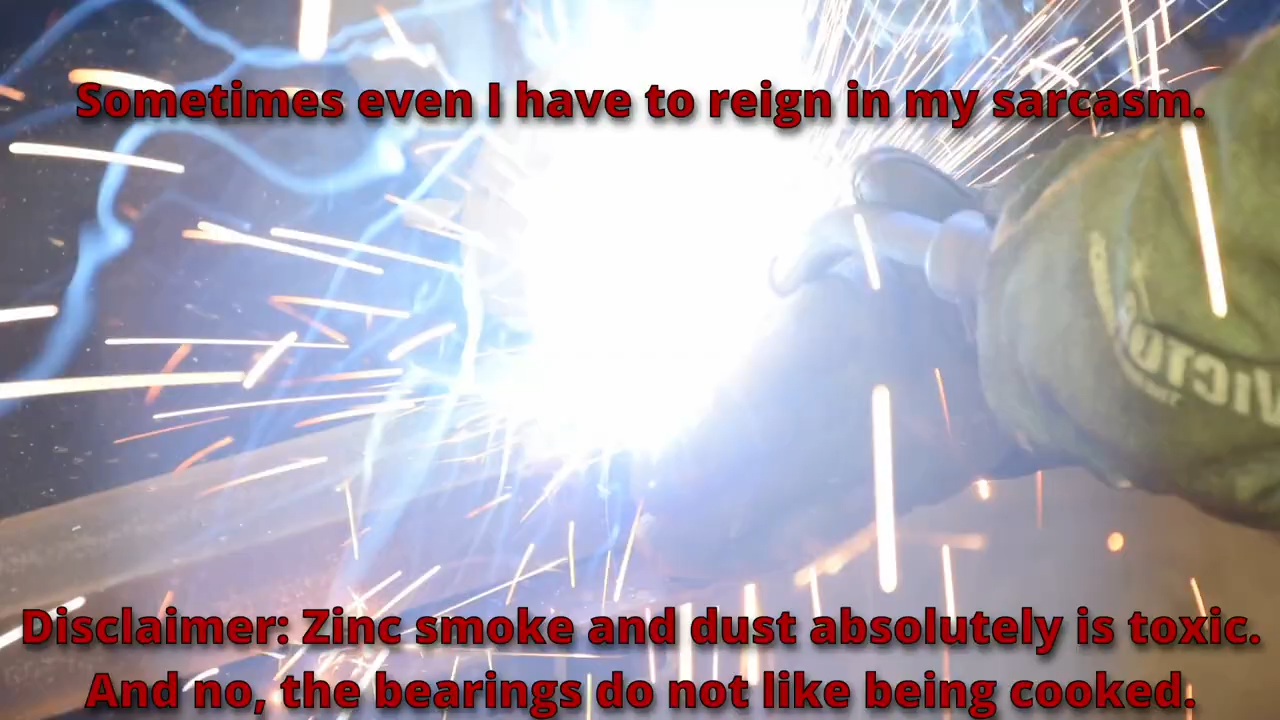 Sometimes even I have to reign in my sarcasm.
VICTO
Disclaimer: Zinc smoke and dust absolutely is toxic.
And no, the bearings do not like being cooked.